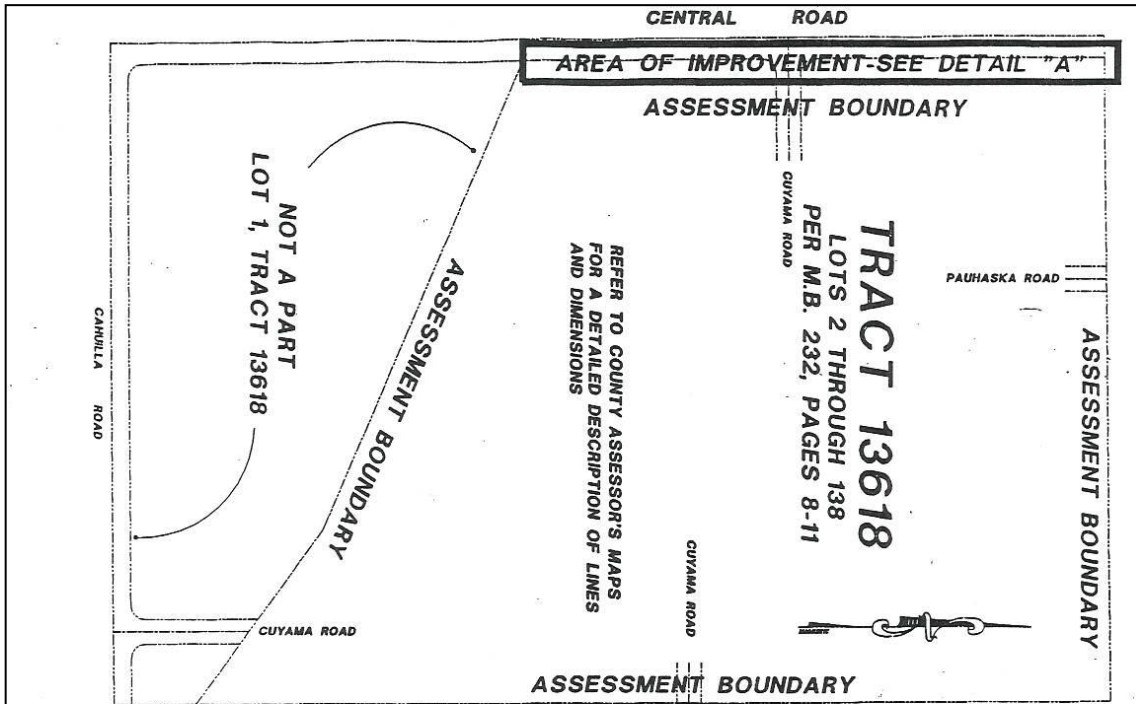 CENTRAL ROAD
AREA OF IMPROVEMENT-SEE DETAIL "A"
ASSESSMENT BOUNDARY
NOT A PART
LOT 1, TRACT 13618
CAHUILLA ROAD
ASSESSMENT BOUNDARY
REFER TO COUNTY ASSESSOR'S MAPS
FOR A DETAILED DESCRIPTION OF LINES
AND DIMENSIONS
CUYAMA ROAD
TRACT 13618
LOTS 2 THROUGH 138
PER M.B. 232, PAGES 8-11
PAUHASKA ROAD
ASSESSMENT BOUNDARY
CUYAMA ROAD
CUYAMA ROAD
ASSESSMENT BOUNDARY